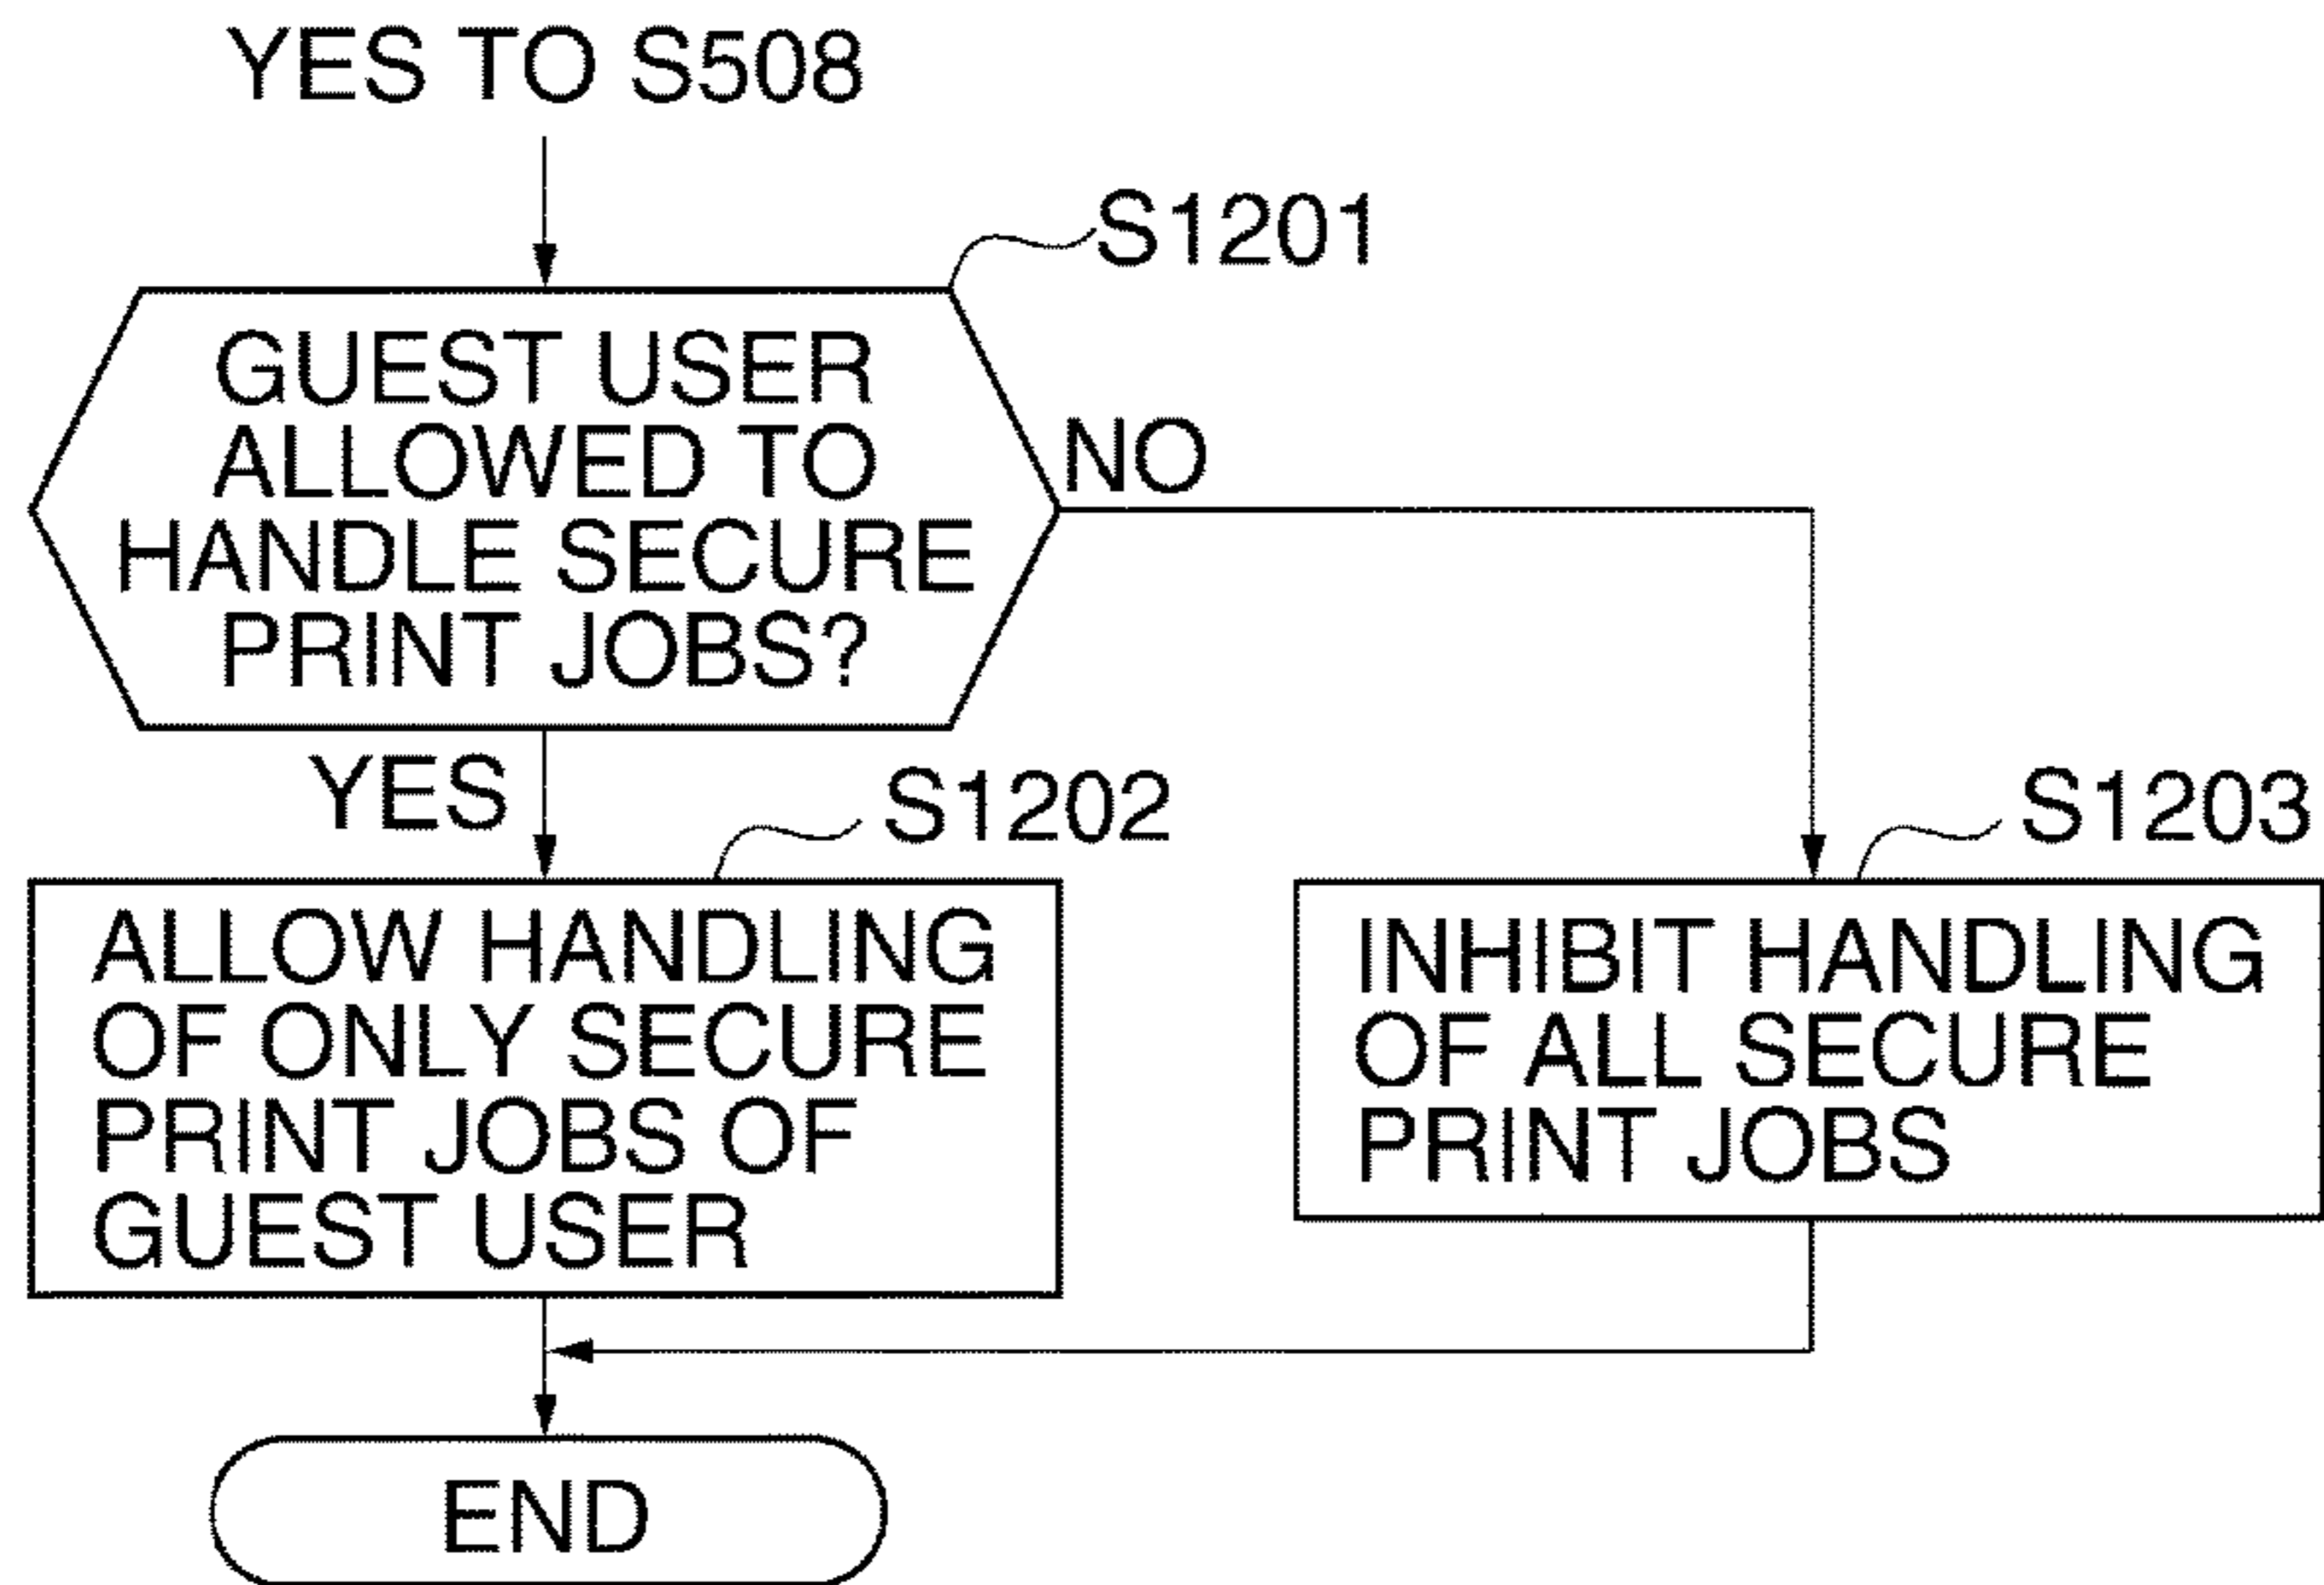 YES TO S508
S1201
GUEST USER
ALLOWED TO
HANDLE SECURE
PRINT JOBS?
NO
YES
S1202
ALLOW HANDLING
OF ONLY SECURE
PRINT JOBS OF
GUEST USER
S1203
INHIBIT HANDLING
OF ALL SECURE
PRINT JOBS
END